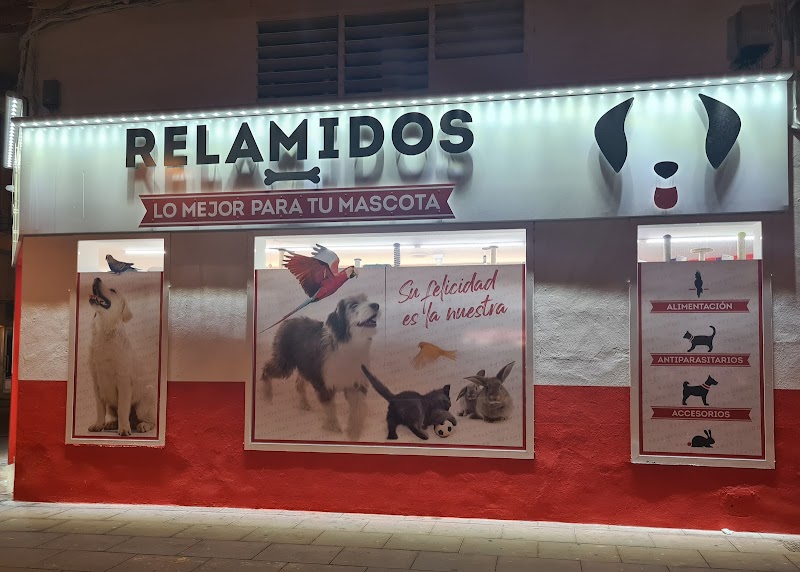 RELAMIDOS
LO MEJOR PARA TU MASCOTA
Su felicidad
es la nuestra
ALIMENTACIÓN
ANTIPARASITARIOS
ACCESORIOS